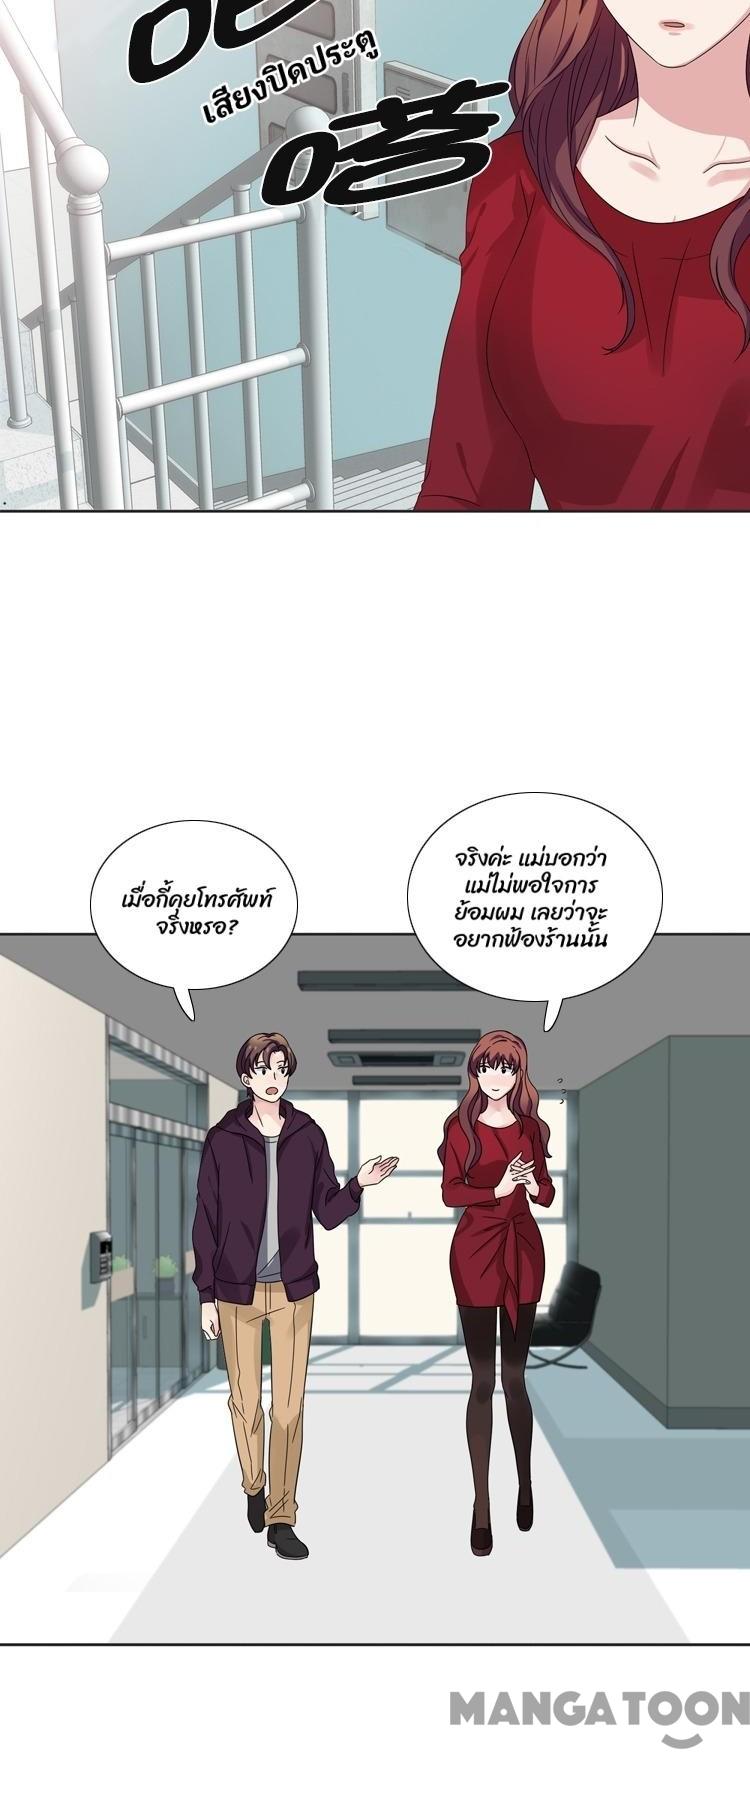 เสียงปิดประตู
嗒
เมื่อกี้คุยโทรศัพท์
จริงหรอ?
จริงค่ะ แม่บอกว่า
แม่ไม่พอใจการ
ย้อมผม เลยว่าจะ
อยากฟ้องร้านนั้น
MANGATOON